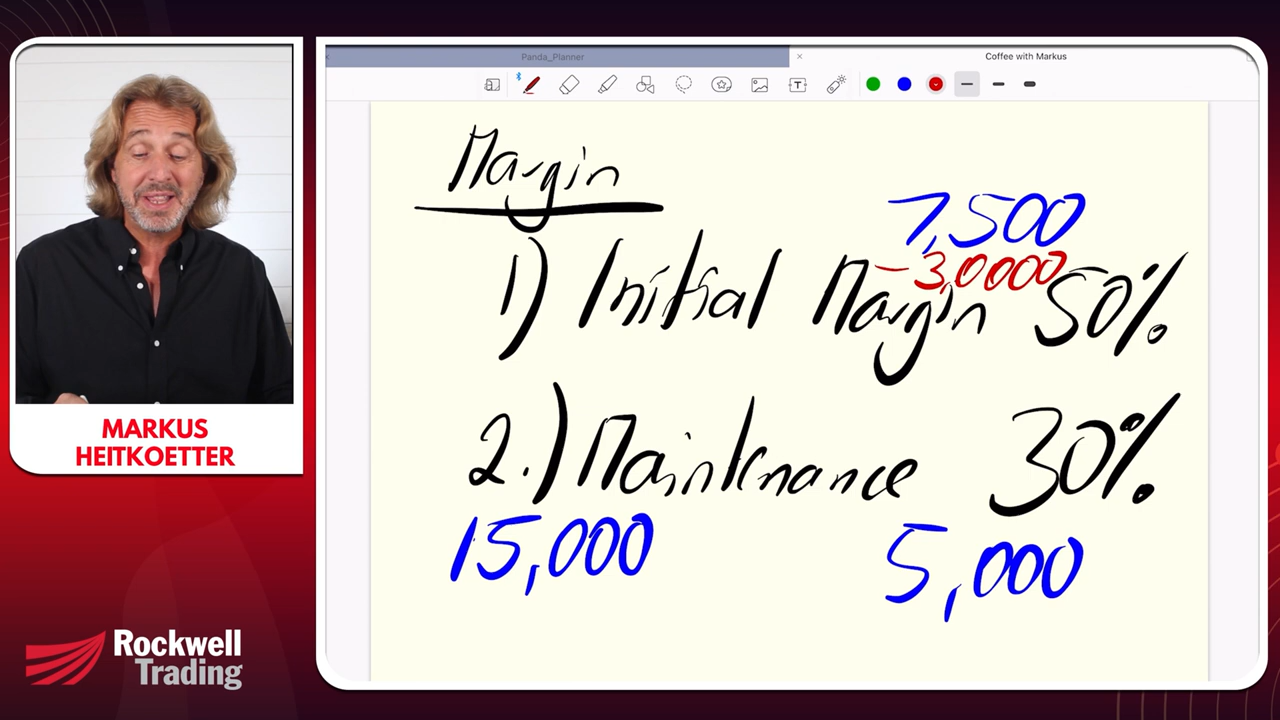 Panda_Planner
Coffee with Markus
T
Margin
7,500
-3,0000
1) Initial Margin 50%
2.) Maintenance 30%
15,000 5,000
MARKUS
HEITKOETTER
Rockwell
Trading